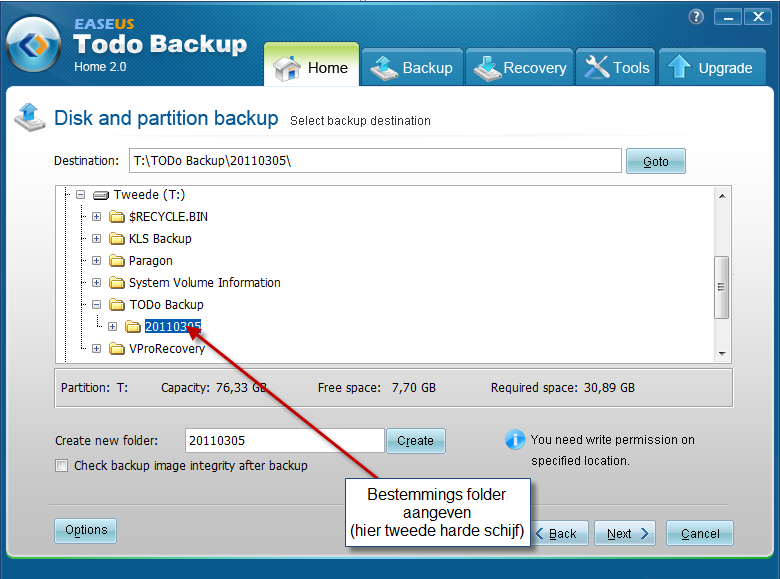 EASEUS
Todo Backup
Home 2.0
?
Home
Backup
Recovery
Tools
Upgrade
Disk and partition backup
Select backup destination
Destination:
T:\TODo Backup\20110305\
Goto
Tweede (T:)
$RECYCLE.BIN
KLS Backup
Paragon
System Volume Information
TODo Backup
20110305
VProRecovery
Partition: T:
Capacity: 76,33 GB
Free space: 7,70 GB
Required space: 30,89 GB
Create new folder:
20110305
Create
You need write permission on
specified location.
Check backup image integrity after backup
Bestemmings folder
aangeven
(hier tweede harde schijf)
Options
< Back
Next >
Cancel